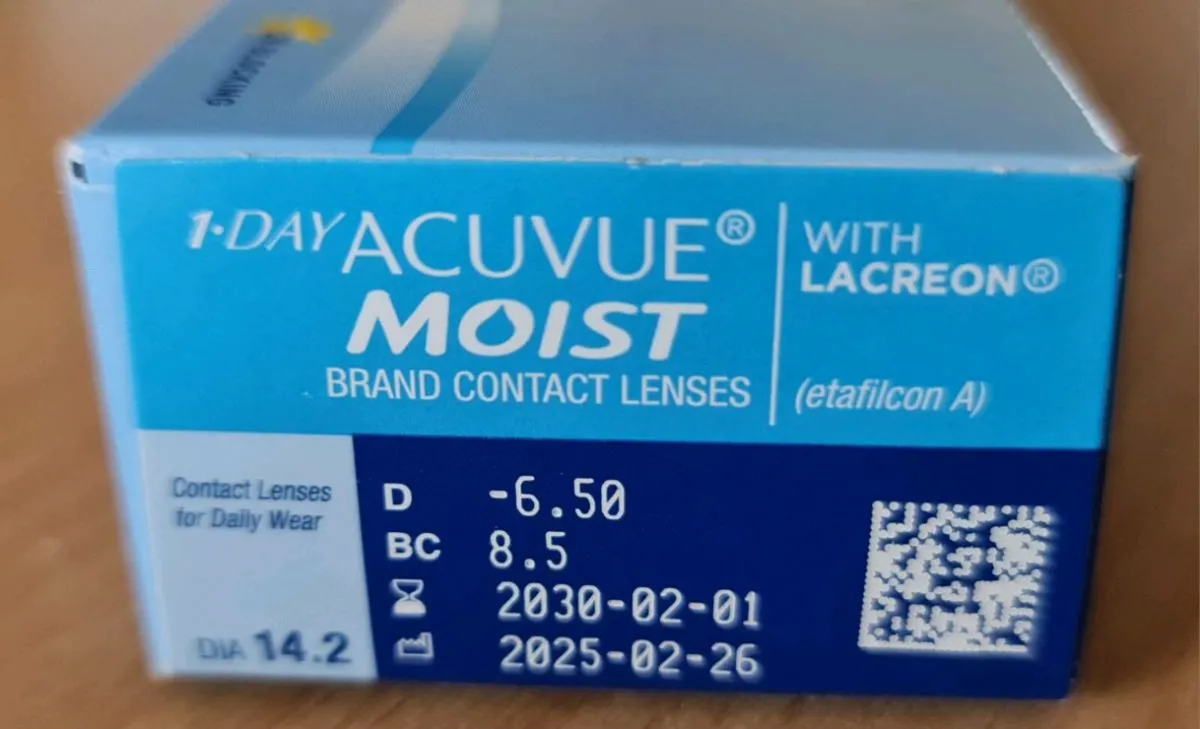 1·DAY ACUVUE® MOIST
BRAND CONTACT LENSES
WITH
LACREON®
(etafilcon A)
Contact Lenses
for Daily Wear
DIA 14.2
D -6.50
BC 8.5
2030-02-01
2025-02-26